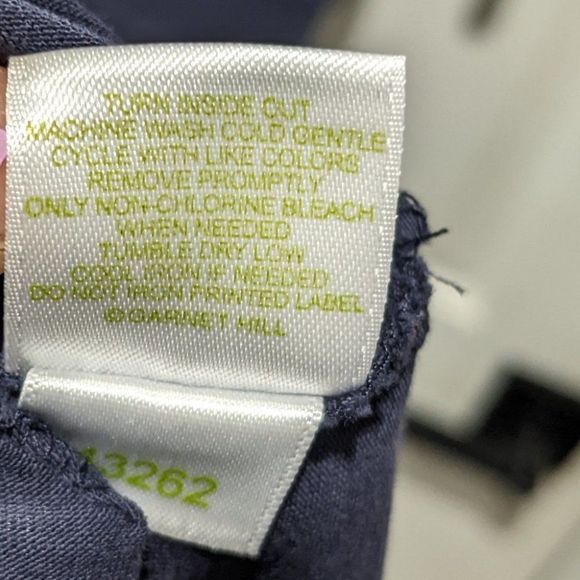 TURN INSIDE OUT
MACHINE WASH COLD GENTLE
CYCLE WITH LIKE COLORS
REMOVE PROMPTLY
ONLY NON-CHLORINE BLEACH
WHEN NEEDED
TUMBLE DRY LOW
COOL IRON IF NEEDED
DO NOT IRON PRINTED LABEL
© GARNET HILL
43262